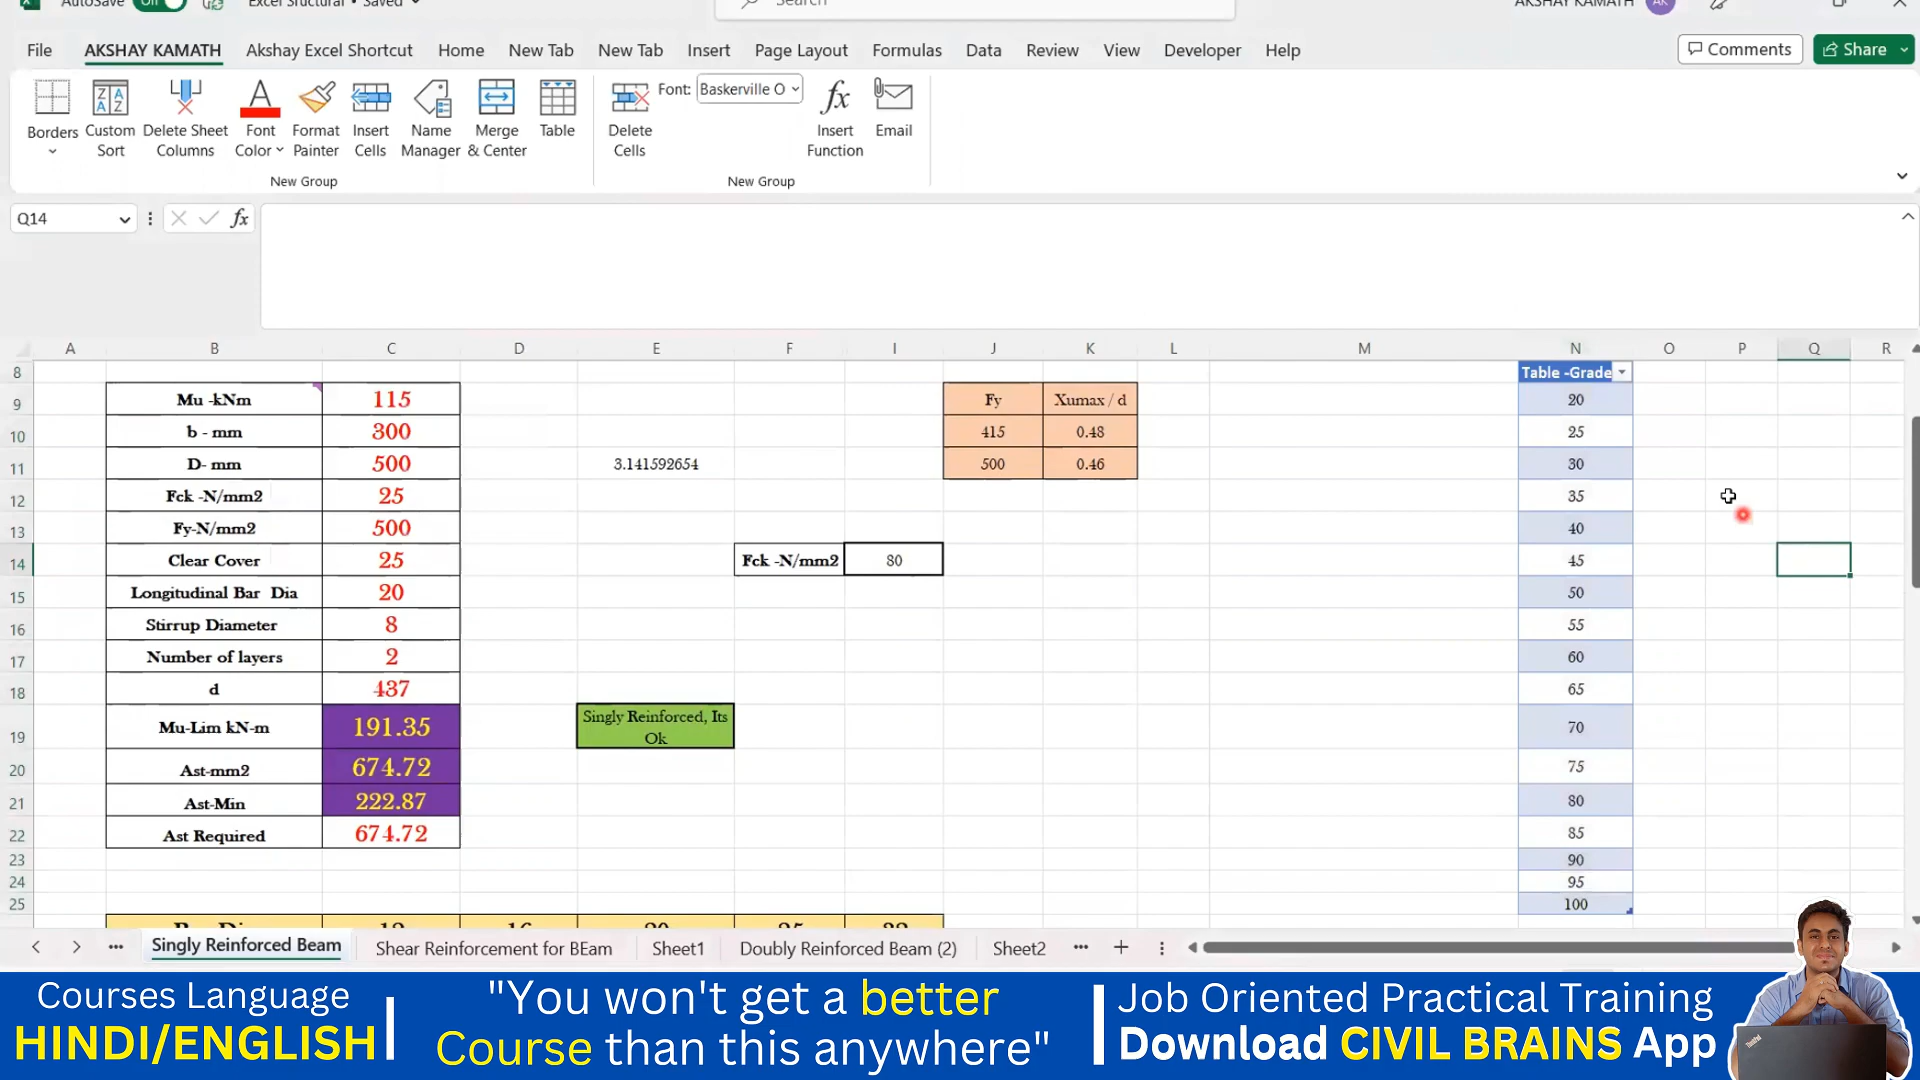 AutoSave On Excel Sructural • Saved Search AKSHAY KAMATH AK
File AKSHAY KAMATH Akshay Excel Shortcut Home New Tab New Tab Insert Page Layout Formulas Data Review View Developer Help Comments Share
Borders Custom Sort Delete Sheet Columns Font Color Format Painter Insert Cells Name Manager Merge & Center Table Delete Cells Font: Baskerville O Insert Function Email
New Group New Group
Q14 fx
A B C D E F I J K L M N O P Q R
8 Table -Grade
9 Mu -kNm 115 Fy Xumax / d 20
10 b - mm 300 415 0.48 25
11 D- mm 500 3.141592654 500 0.46 30
12 Fck -N/mm2 25 35
13 Fy-N/mm2 500 40
14 Clear Cover 25 Fck -N/mm2 80 45
15 Longitudinal Bar Dia 20 50
16 Stirrup Diameter 8 55
17 Number of layers 2 60
18 d 437 65
19 Mu-Lim kN-m 191.35 Singly Reinforced, Its Ok 70
20 Ast-mm2 674.72 75
21 Ast-Min 222.87 80
22 Ast Required 674.72 85
23 90
24 95
25 100
Singly Reinforced Beam Shear Reinforcement for BEam Sheet1 Doubly Reinforced Beam (2) Sheet2
Courses Language
HINDI/ENGLISH
"You won't get a better
Course than this anywhere"
Job Oriented Practical Training
Download CIVIL BRAINS App